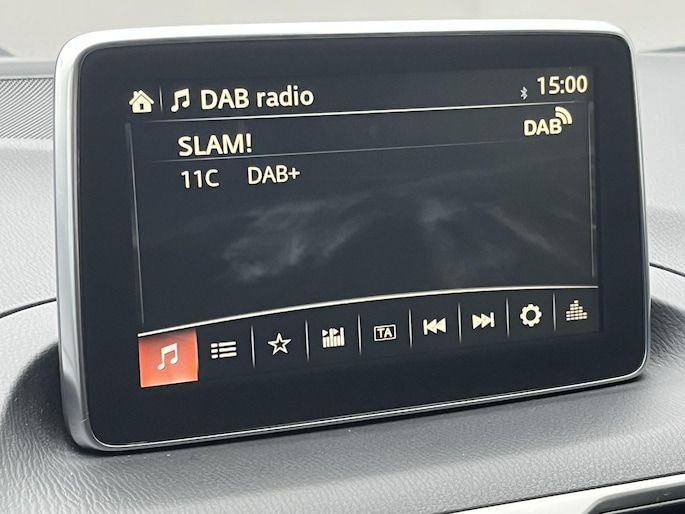 DAB radio
15:00
SLAM!
DAB
11C DAB+
TA